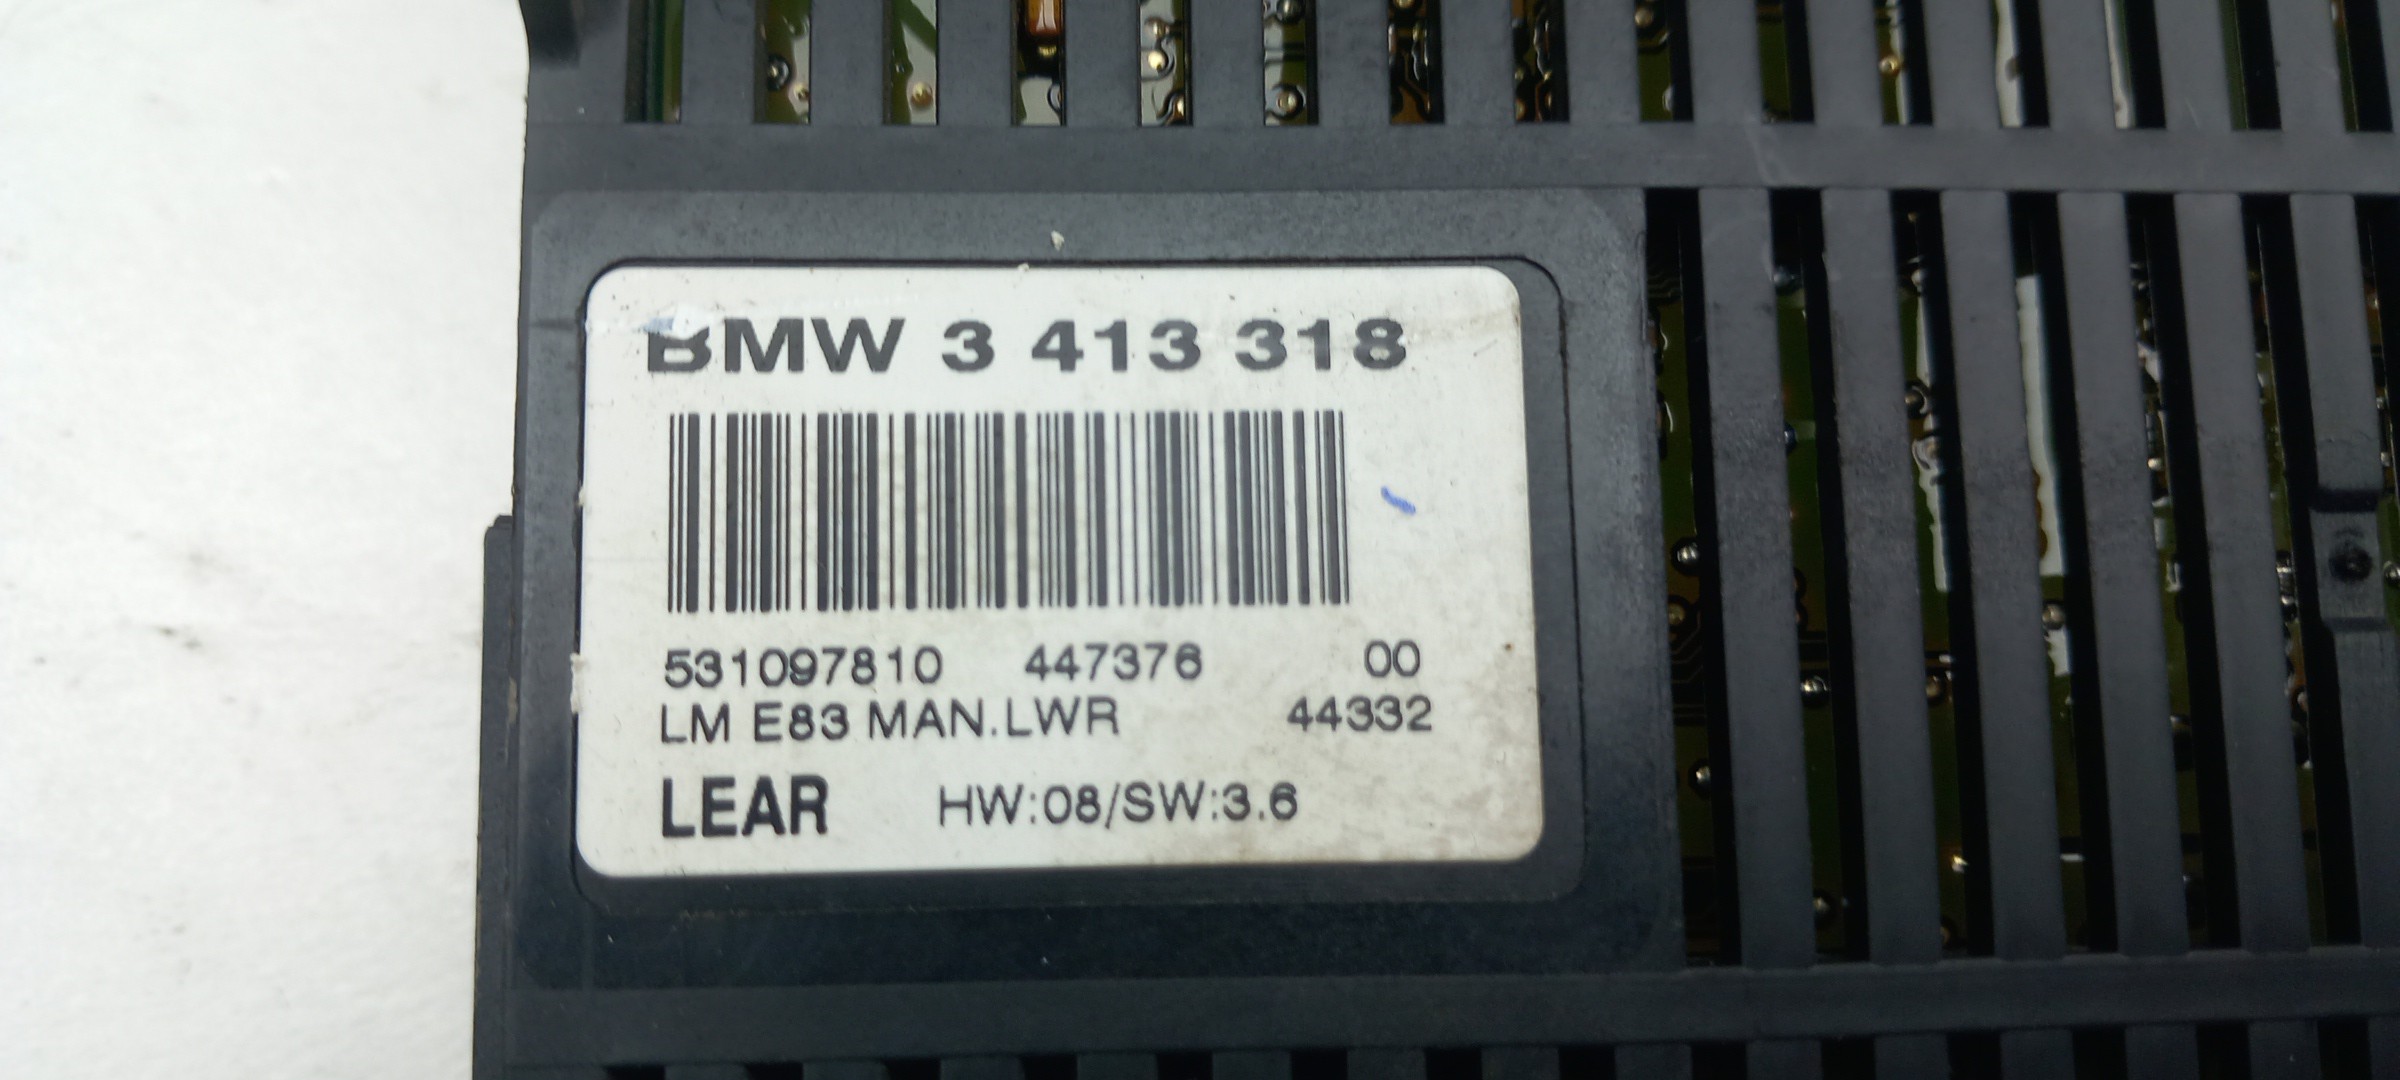 BMW 3 413 318
531097810 447376 00
LM E83 MAN.LWR 44332
LEAR HW:08/SW:3.6